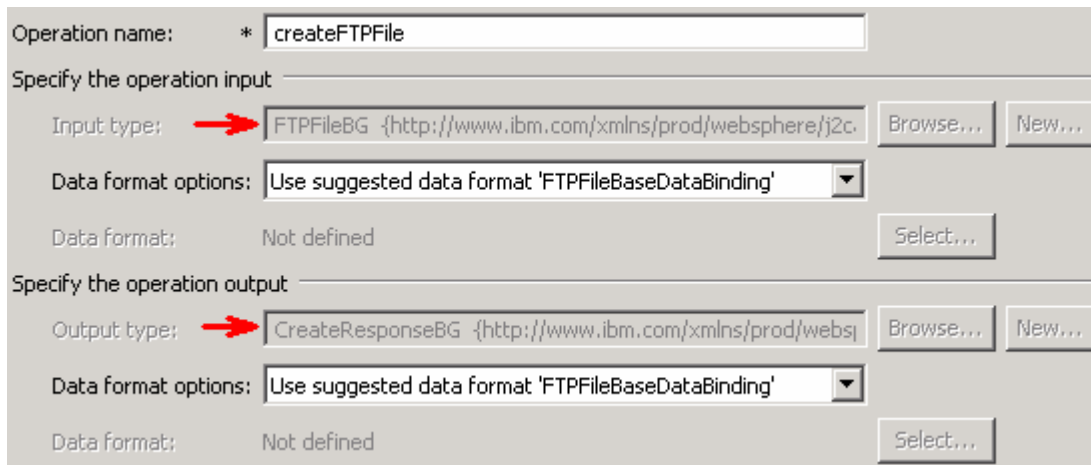 Operation name: * createFTPFile
Specify the operation input
Input type: FTPFileBG {http://www.ibm.com/xmlns/prod/websphere/j2c Browse... New...
Data format options: Use suggested data format 'FTPFileBaseDataBinding'
Data format: Not defined Select...
Specify the operation output
Output type: CreateResponseBG {http://www.ibm.com/xmlns/prod/websp Browse... New...
Data format options: Use suggested data format 'FTPFileBaseDataBinding'
Data format: Not defined Select...